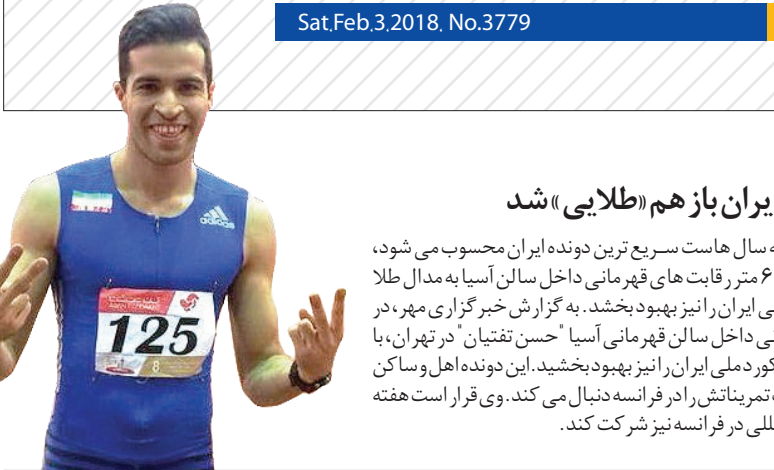 Sat.Feb.3.2018. No.3779
یران باز هم «طلایی» شد
ه سال هاست سریع ترین دونده ایران محسوب می شود،
۶ متر رقابت های قهرمانی داخل سالن آسیا به مدال طلا
ی ایران را نیز بهبود بخشد. به گزارش خبرگزاری مهر، در
نی داخل سالن قهرمانی آسیا "حسن تفتیان" در تهران، با
کورد ملی ایران را نیز بهبود بخشید. این دونده اهل و ساکن
تمریناتش را در فرانسه دنبال می کند. وی قرار است هفته
للی در فرانسه نیز شرکت کند.
adidas
125
8